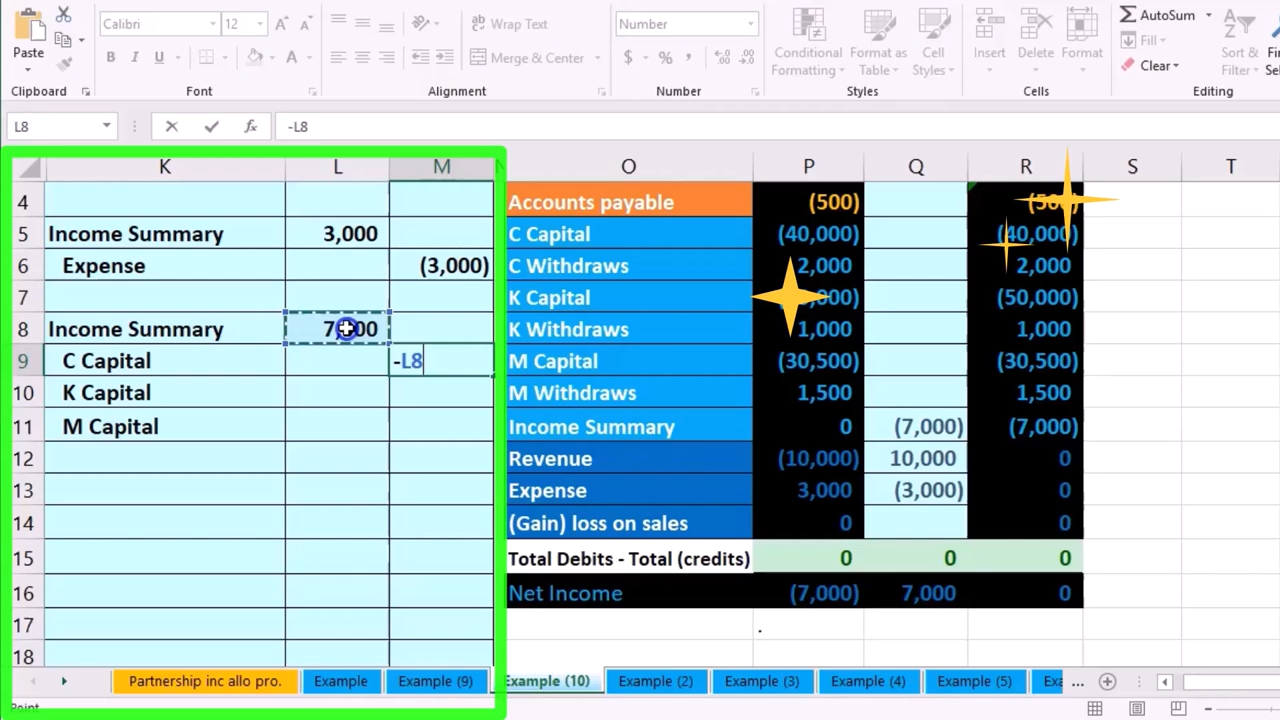 Calibri 12 Wrap Text Number AutoSum
Paste B I U Merge & Center $ % Conditional Formatting Format as Table Cell Styles Insert Delete Format Fill Clear Sort & Filter
Clipboard Font Alignment Number Styles Cells Editing
L8 fx -L8
K L M O P Q R S T
4 Accounts payable (500)
5 Income Summary 3,000 C Capital (40,000) (40,000)
6 Expense (3,000) C Withdraws 2,000 2,000
7 K Capital (50,000)
8 Income Summary K Withdraws 1,000 1,000
9 C Capital -L8 M Capital (30,500) (30,500)
10 K Capital M Withdraws 1,500 1,500
11 M Capital Income Summary 0 (7,000) (7,000)
12 Revenue (10,000) 10,000 0
13 Expense 3,000 (3,000) 0
14 (Gain) loss on sales 0 0
15 Total Debits - Total (credits) 0 0 0
16 Net Income (7,000) 7,000 0
17 .
18
Partnership inc allo pro. Example Example (9) Example (10) Example (2) Example (3) Example (4) Example (5) Exa ...
Point